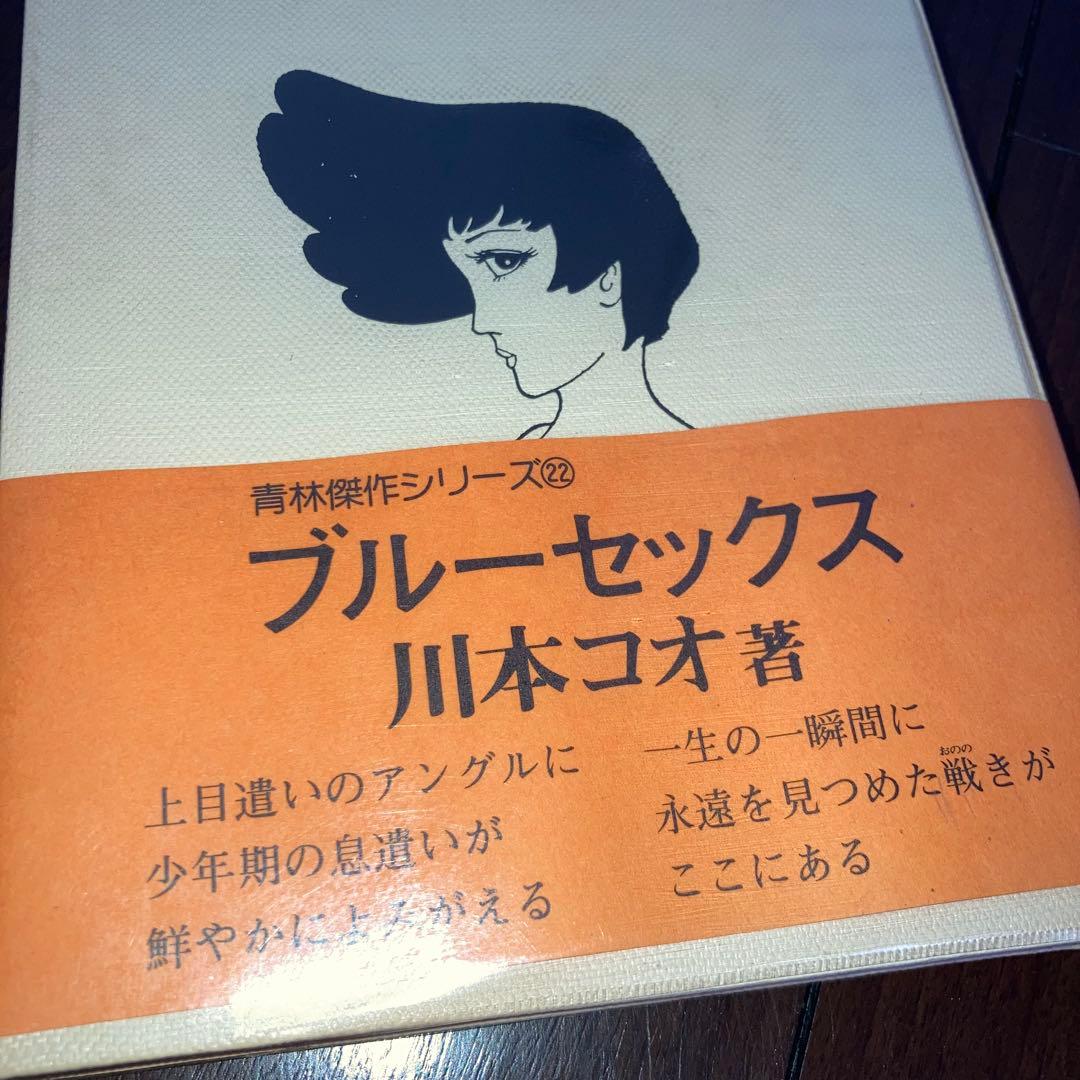 青林傑作シリーズ㉒
ブルーセックス
川本コオ著
上目遣いのアングルに
少年期の息遣いが
鮮やかによみがえる
一生の一瞬間に
おのの
永遠を見つめた戦きが
ここにある